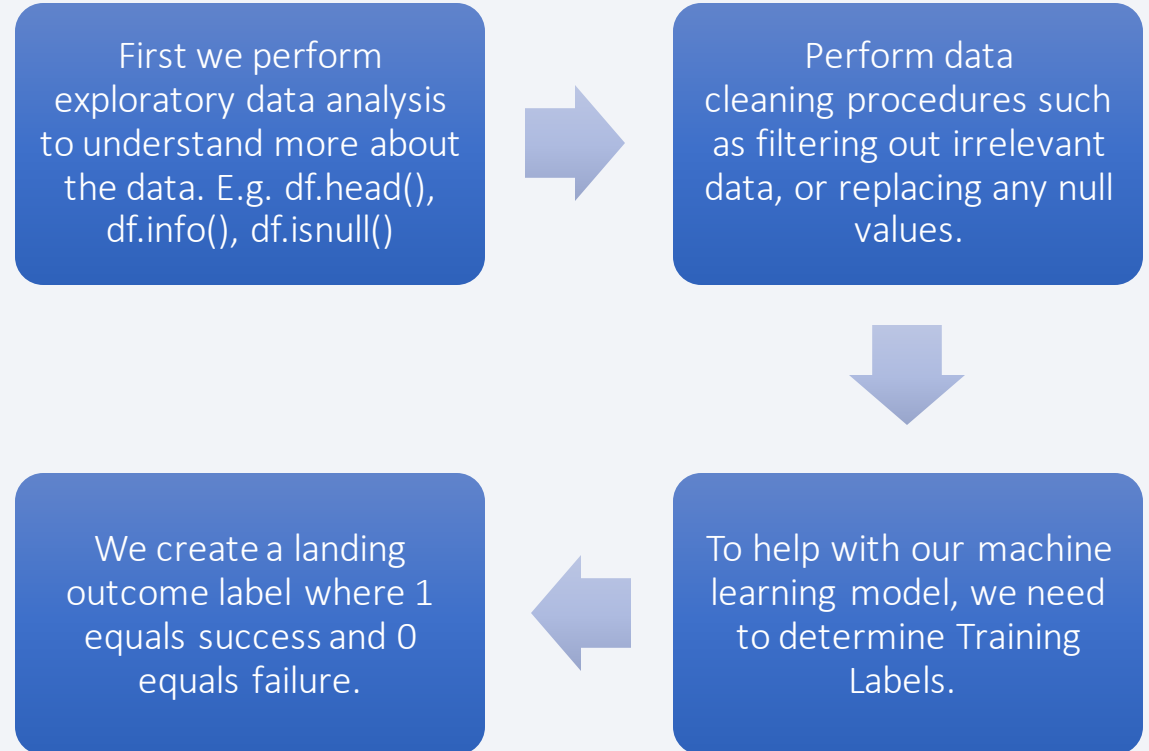 First we perform
exploratory data analysis
to understand more about
the data. E.g. df.head(),
df.info(), df.isnull()
Perform data
cleaning procedures such
as filtering out irrelevant
data, or replacing any null
values.
To help with our machine
learning model, we need
to determine Training
Labels.
We create a landing
outcome label where 1
equals success and 0
equals failure.